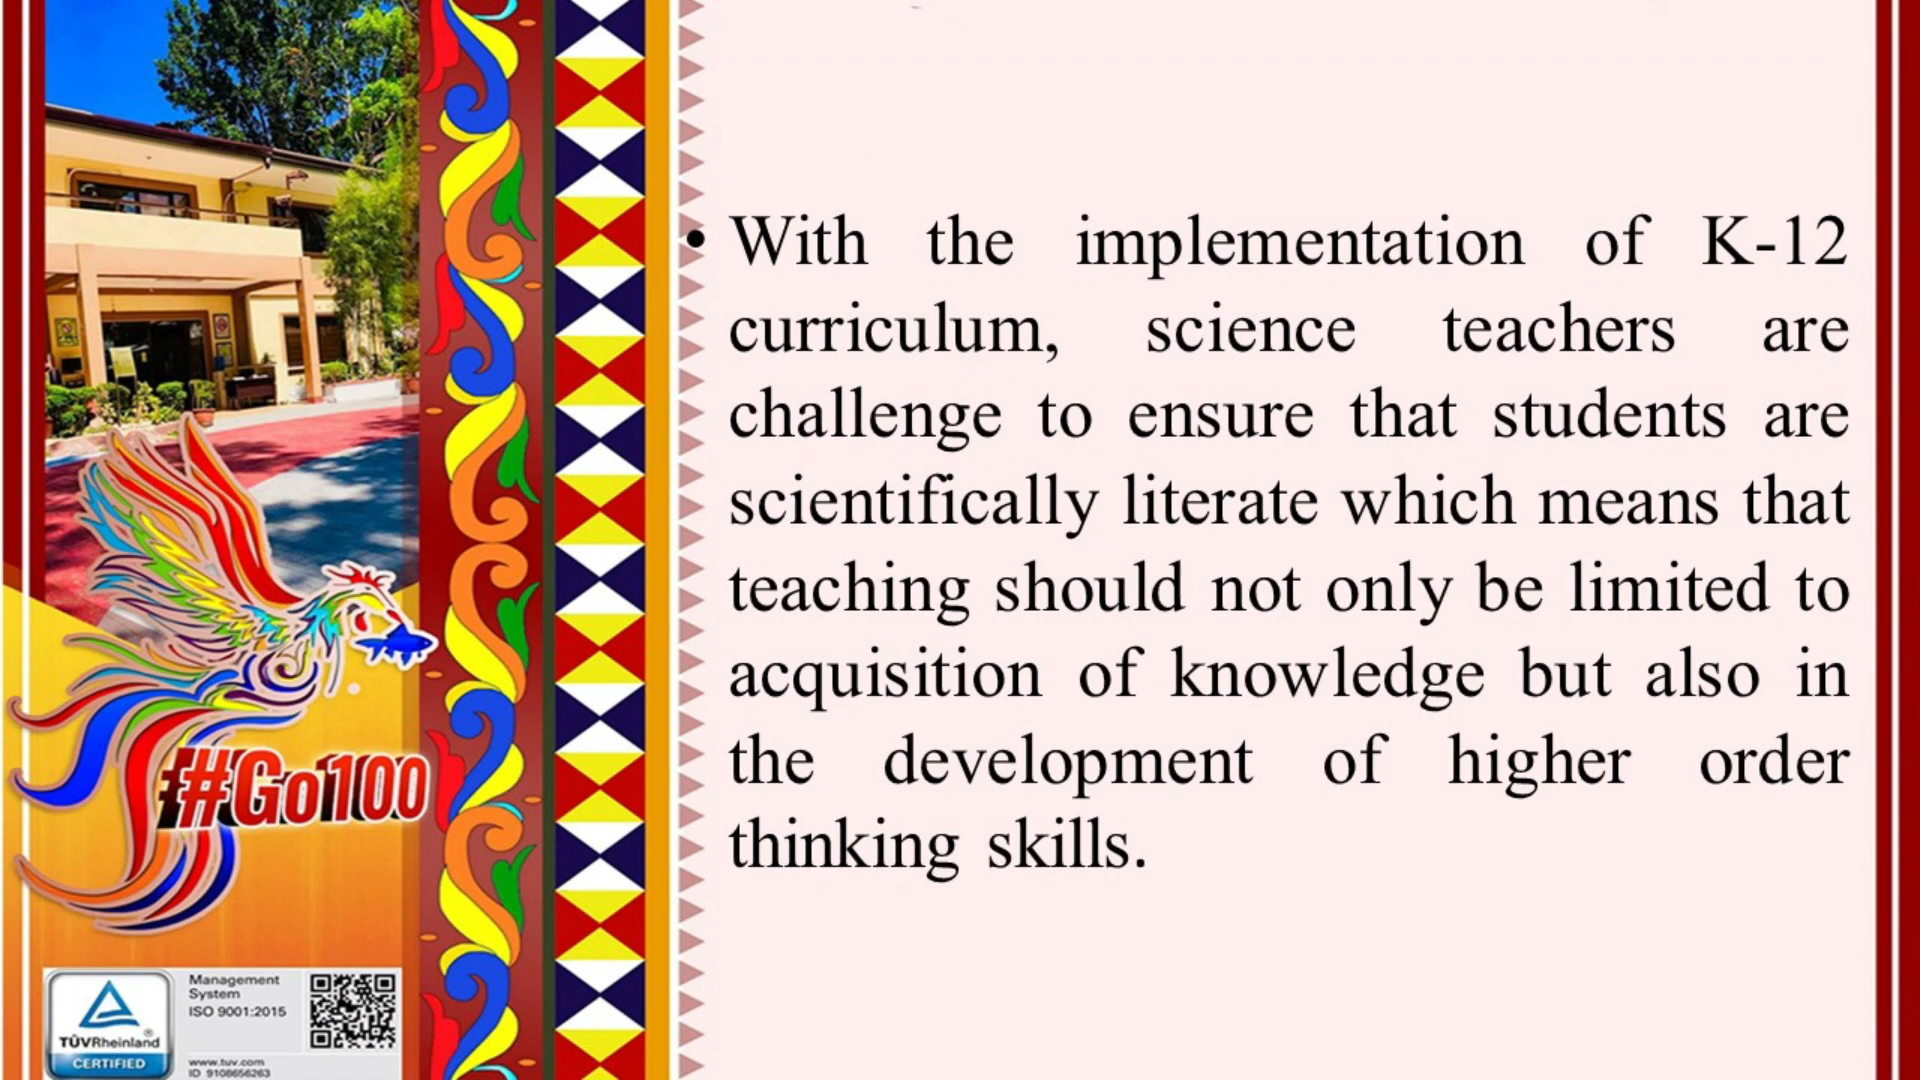 • With the implementation of K-12
curriculum, science teachers are
challenge to ensure that students are
scientifically literate which means that
teaching should not only be limited to
acquisition of knowledge but also in
the development of higher order
thinking skills.
#Go100
TÜVRheinland®
CERTIFIED
Management
System
ISO 9001:2015
www.tuv.com
ID 9108656263